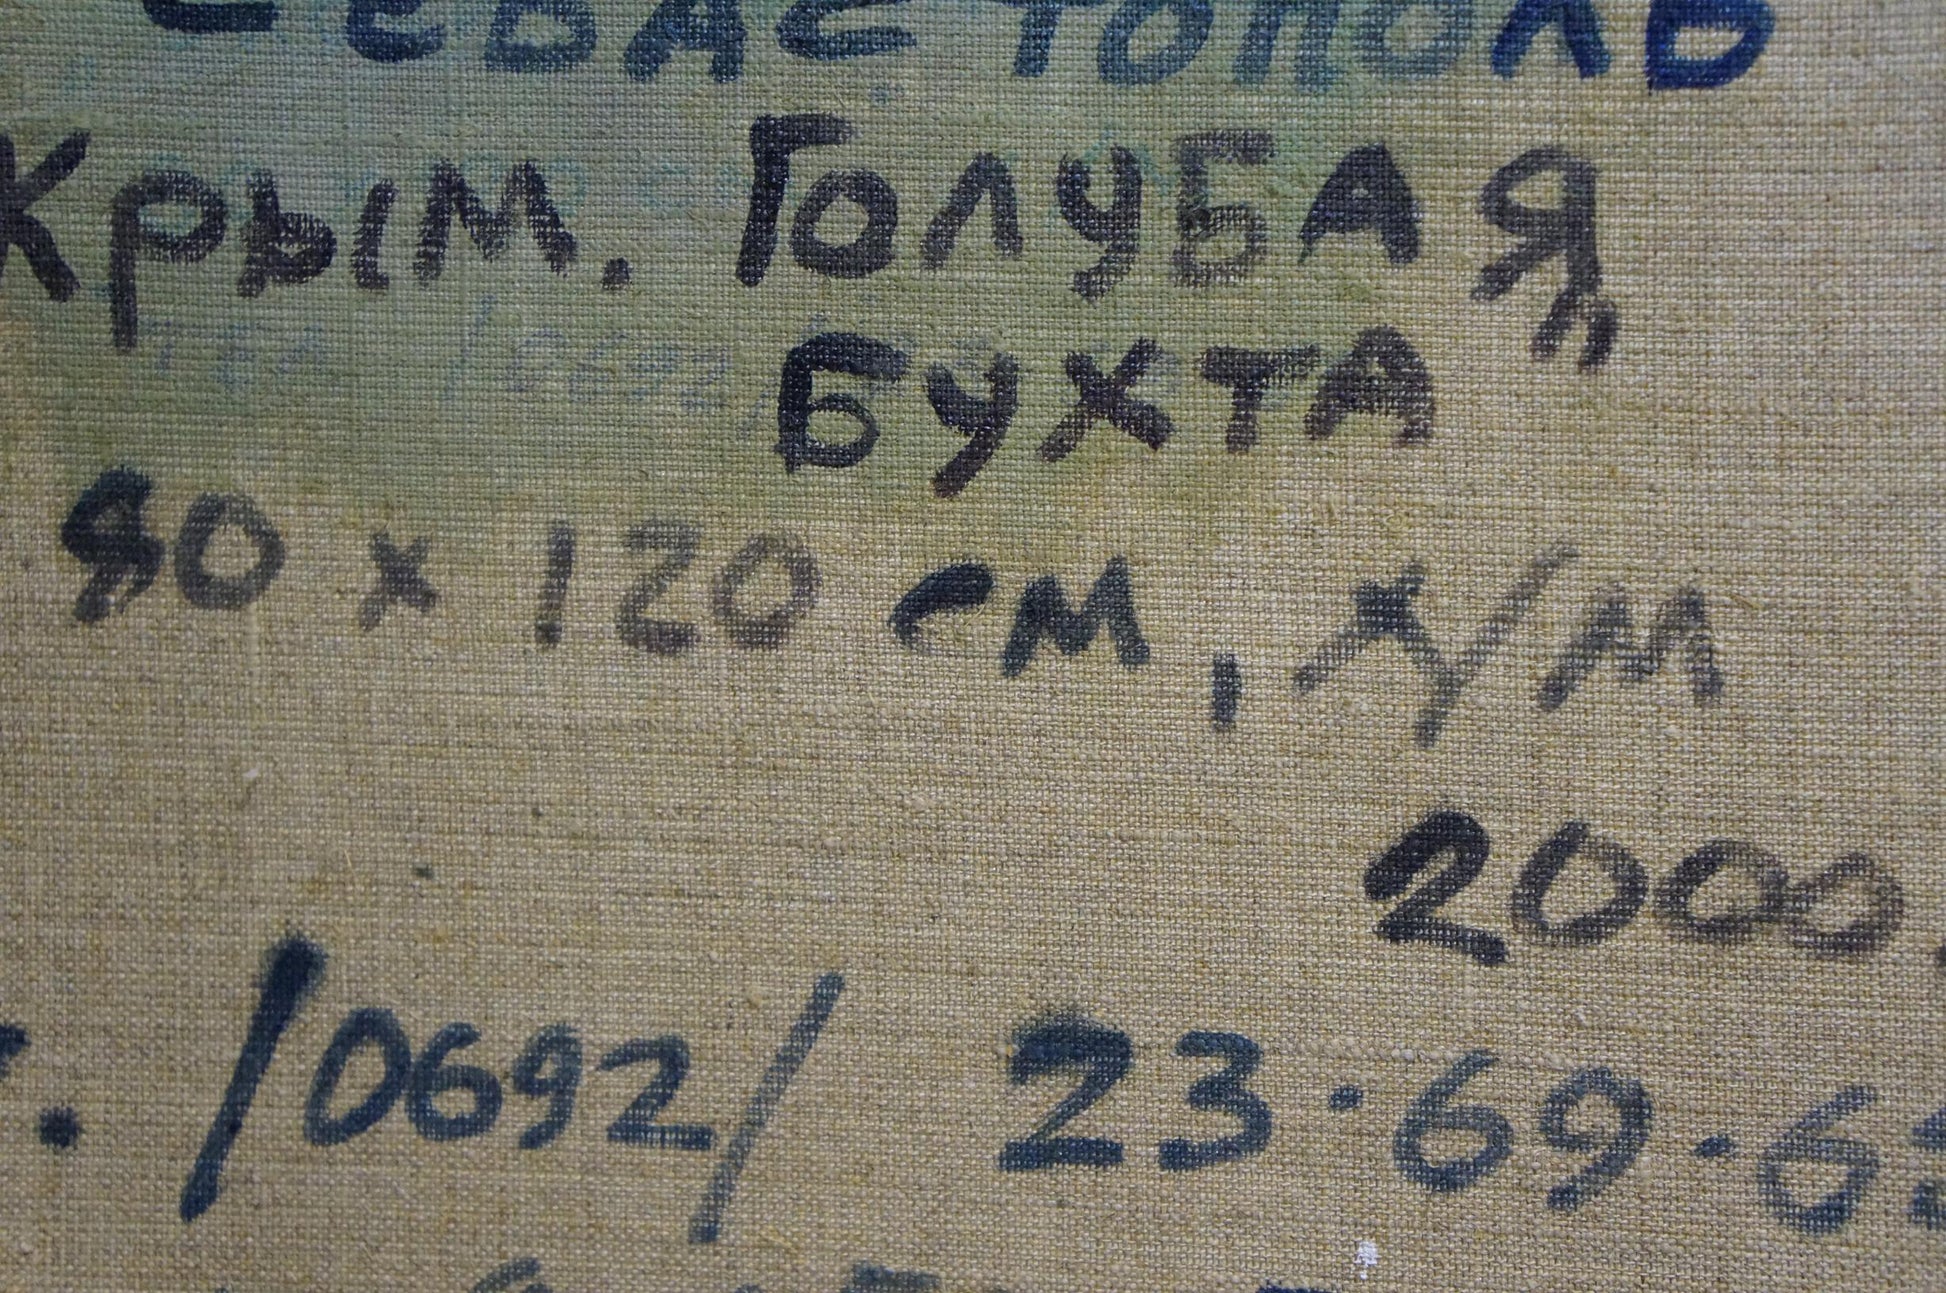 Севастополь
Крым. Голубая
Бухта"
80 x 120 см, х/м
2000
т. /0692/ 23.69.6